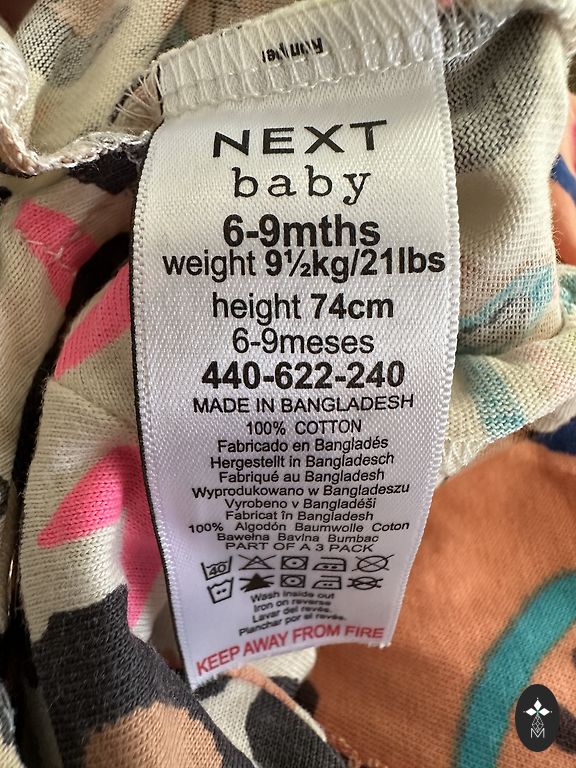 Romper
NEXT
baby
6-9mths
weight 9½kg/21lbs
height 74cm
6-9meses
440-622-240
MADE IN BANGLADESH
100% COTTON
Fabricado en Bangladés
Hergestellt in Bangladesch
Fabriqué au Bangladesh
Wyprodukowano w Bangladeszu
Vyrobeno v Bangladéši
Fabricat în Bangladesh
100% Algodón Baumwolle Coton
Bawełna Bavlna Bumbac
PART OF A 3 PACK
40
Wash inside out
Iron on reverse
Lavar del revés.
Planchar por el revés.
KEEP AWAY FROM FIRE
M